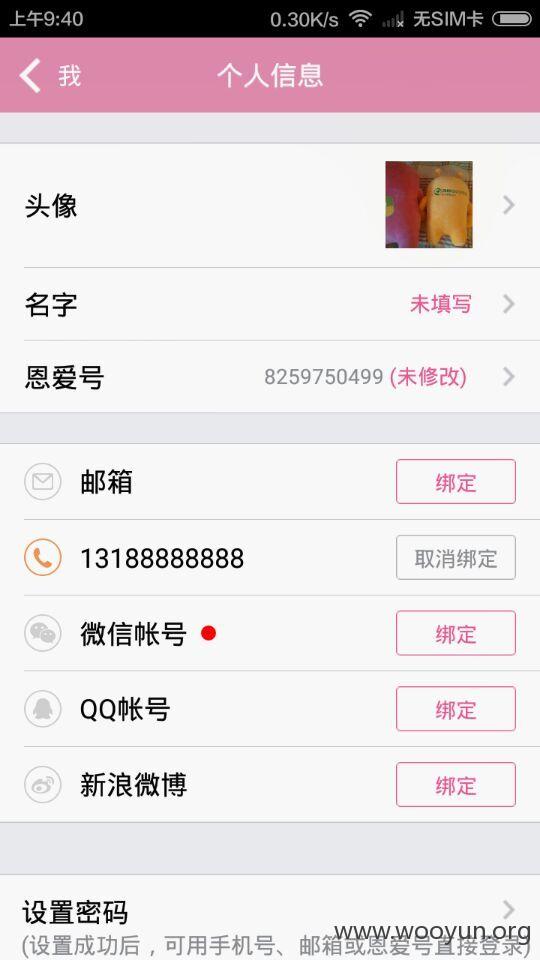 上午9:40 0.30K/s 无SIM卡
我 个人信息
头像
名字 未填写
恩爱号 8259750499 (未修改)
邮箱 绑定
13188888888 取消绑定
微信帐号 绑定
QQ帐号 绑定
新浪微博 绑定
设置密码
www.wooyun.org
(设置成功后，可用手机号、邮箱或恩爱号直接登录)